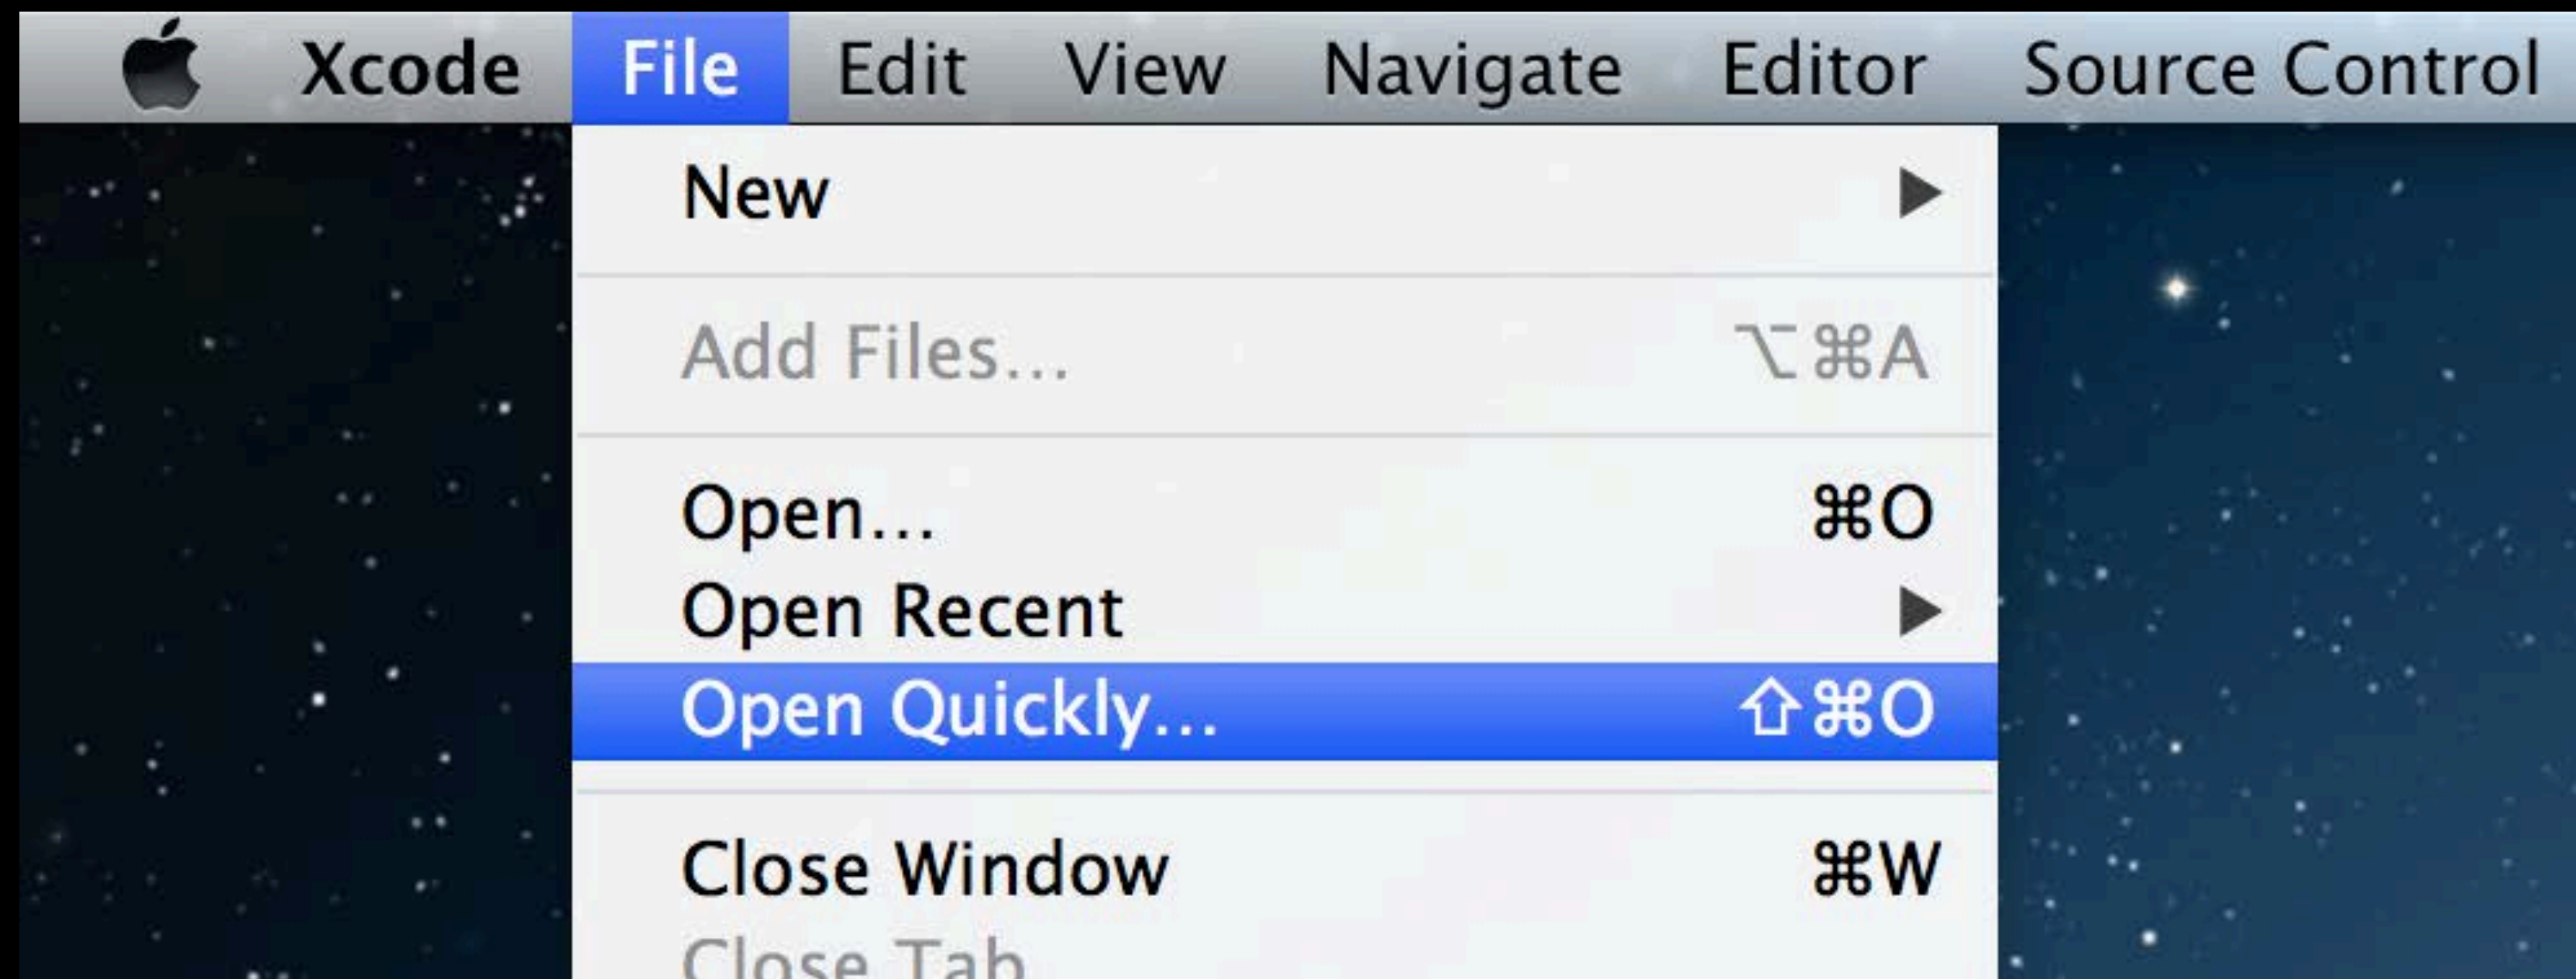 Xcode File Edit View Navigate Editor Source Control
New
Add Files... ⌥⌘A
Open... ⌘O
Open Recent
Open Quickly... ⇧⌘O
Close Window ⌘W
Close Tab